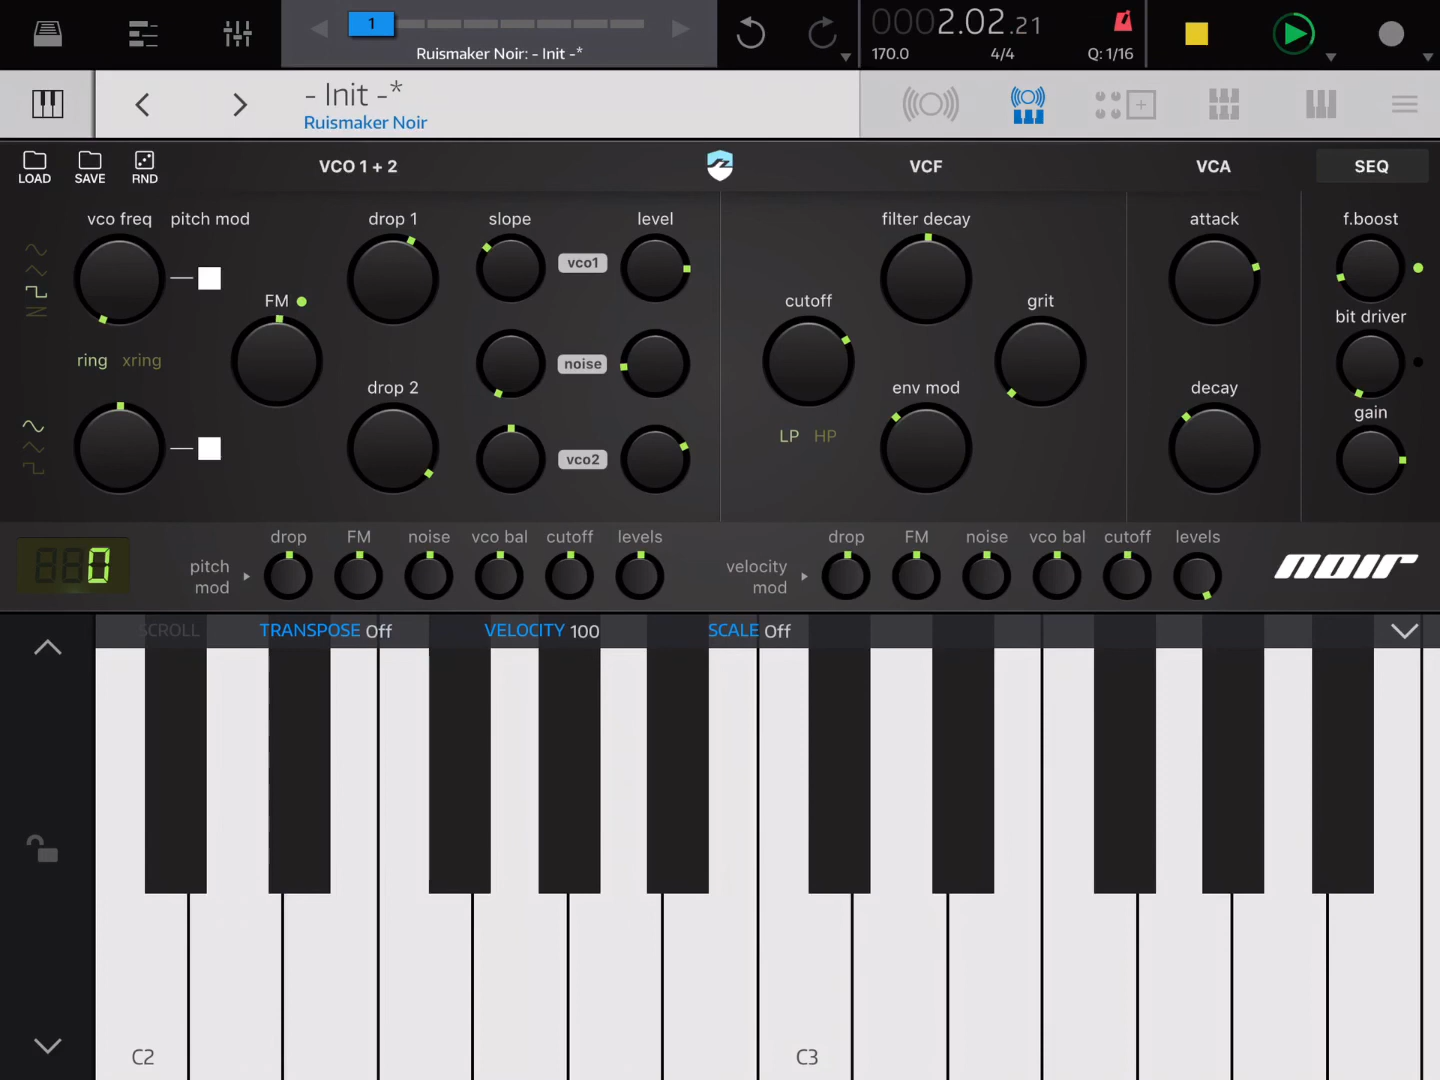 1
Ruismaker Noir: - Init -*
0002.02.21
170.0
4/4
Q: 1/16
- Init -*
Ruismaker Noir
LOAD
SAVE
RND
VCO 1 + 2
VCF
VCA
SEQ
vco freq
pitch mod
drop 1
slope
level
filter decay
attack
f.boost
vco1
FM
cutoff
grit
bit driver
ring
xring
noise
drop 2
env mod
decay
gain
LP
HP
vco2
0
pitch
mod
drop
FM
noise
vco bal
cutoff
levels
velocity
mod
drop
FM
noise
vco bal
cutoff
levels
noir
SCROLL
TRANSPOSE Off
VELOCITY 100
SCALE Off
C2
C3